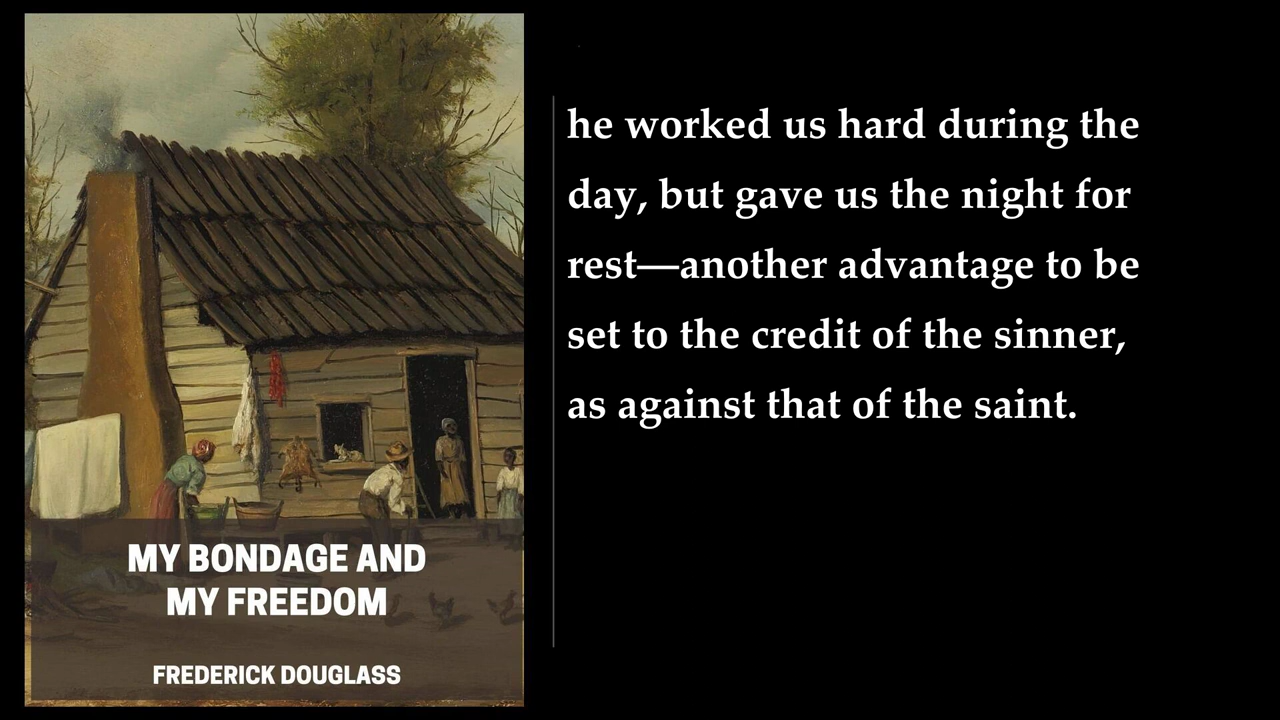 he worked us hard during the
day, but gave us the night for
rest—another advantage to be
set to the credit of the sinner,
as against that of the saint.
MY BONDAGE AND
MY FREEDOM
FREDERICK DOUGLASS